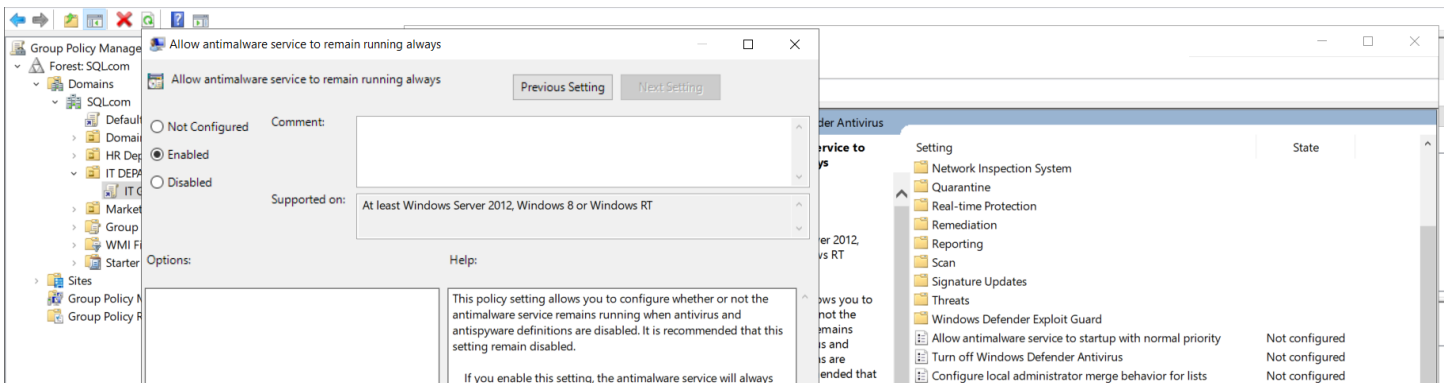 Allow antimalware service to remain running always
Allow antimalware service to remain running always
Previous Setting
Next Setting
Not Configured
Enabled
Disabled
Comment:
Supported on:
At least Windows Server 2012, Windows 8 or Windows RT
Options:
Help:
This policy setting allows you to configure whether or not the
antimalware service remains running when antivirus and
antispyware definitions are disabled. It is recommended that this
setting remain disabled.
If you enable this setting, the antimalware service will always
Group Policy Manage
Forest: SQLcom
Domains
SQLcom
Default
Domai
HR Dep
IT DEPA
IT G
Market
Group
WMI Fi
Starter
Sites
Group Policy M
Group Policy R
der Antivirus
ervice to
ys
er 2012,
ws RT
ows you to
not the
emains
us and
ns are
ended that
Setting State
Network Inspection System
Quarantine
Real-time Protection
Remediation
Reporting
Scan
Signature Updates
Threats
Windows Defender Exploit Guard
Allow antimalware service to startup with normal priority Not configured
Turn off Windows Defender Antivirus Not configured
Configure local administrator merge behavior for lists Not configured